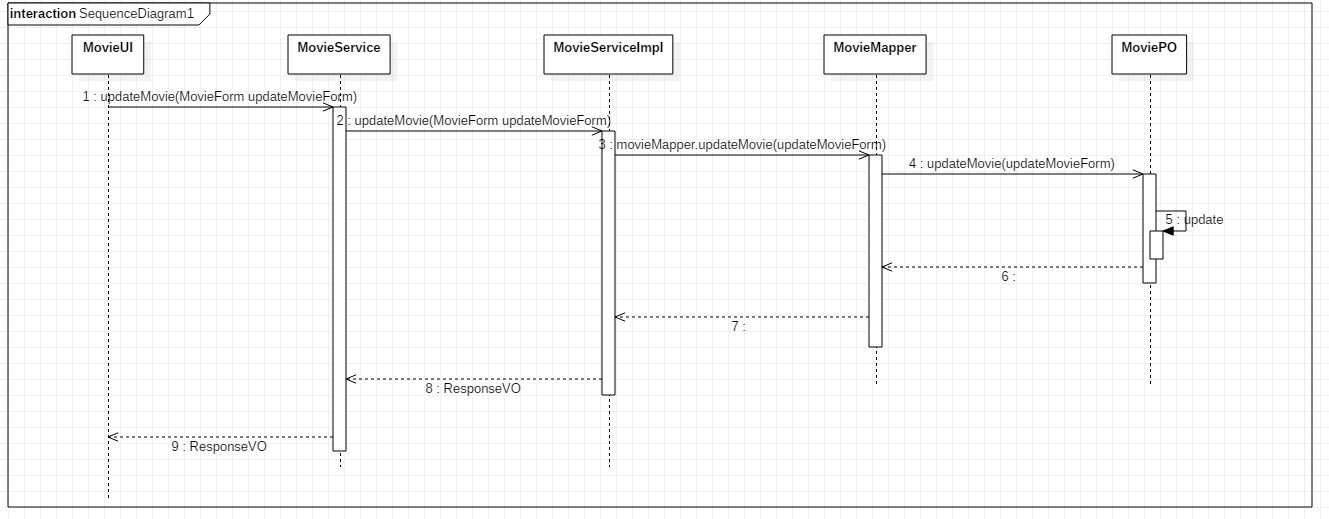 interaction SequenceDiagram1
MovieUI
MovieService
MovieServiceImpl
MovieMapper
MoviePO
1 : updateMovie(MovieForm updateMovieForm)
2 : updateMovie(MovieForm updateMovieForm)
3 : movieMapper.updateMovie(updateMovieForm)
4 : updateMovie(updateMovieForm)
5 : update
6 :
7 :
8 : ResponseVO
9 : ResponseVO